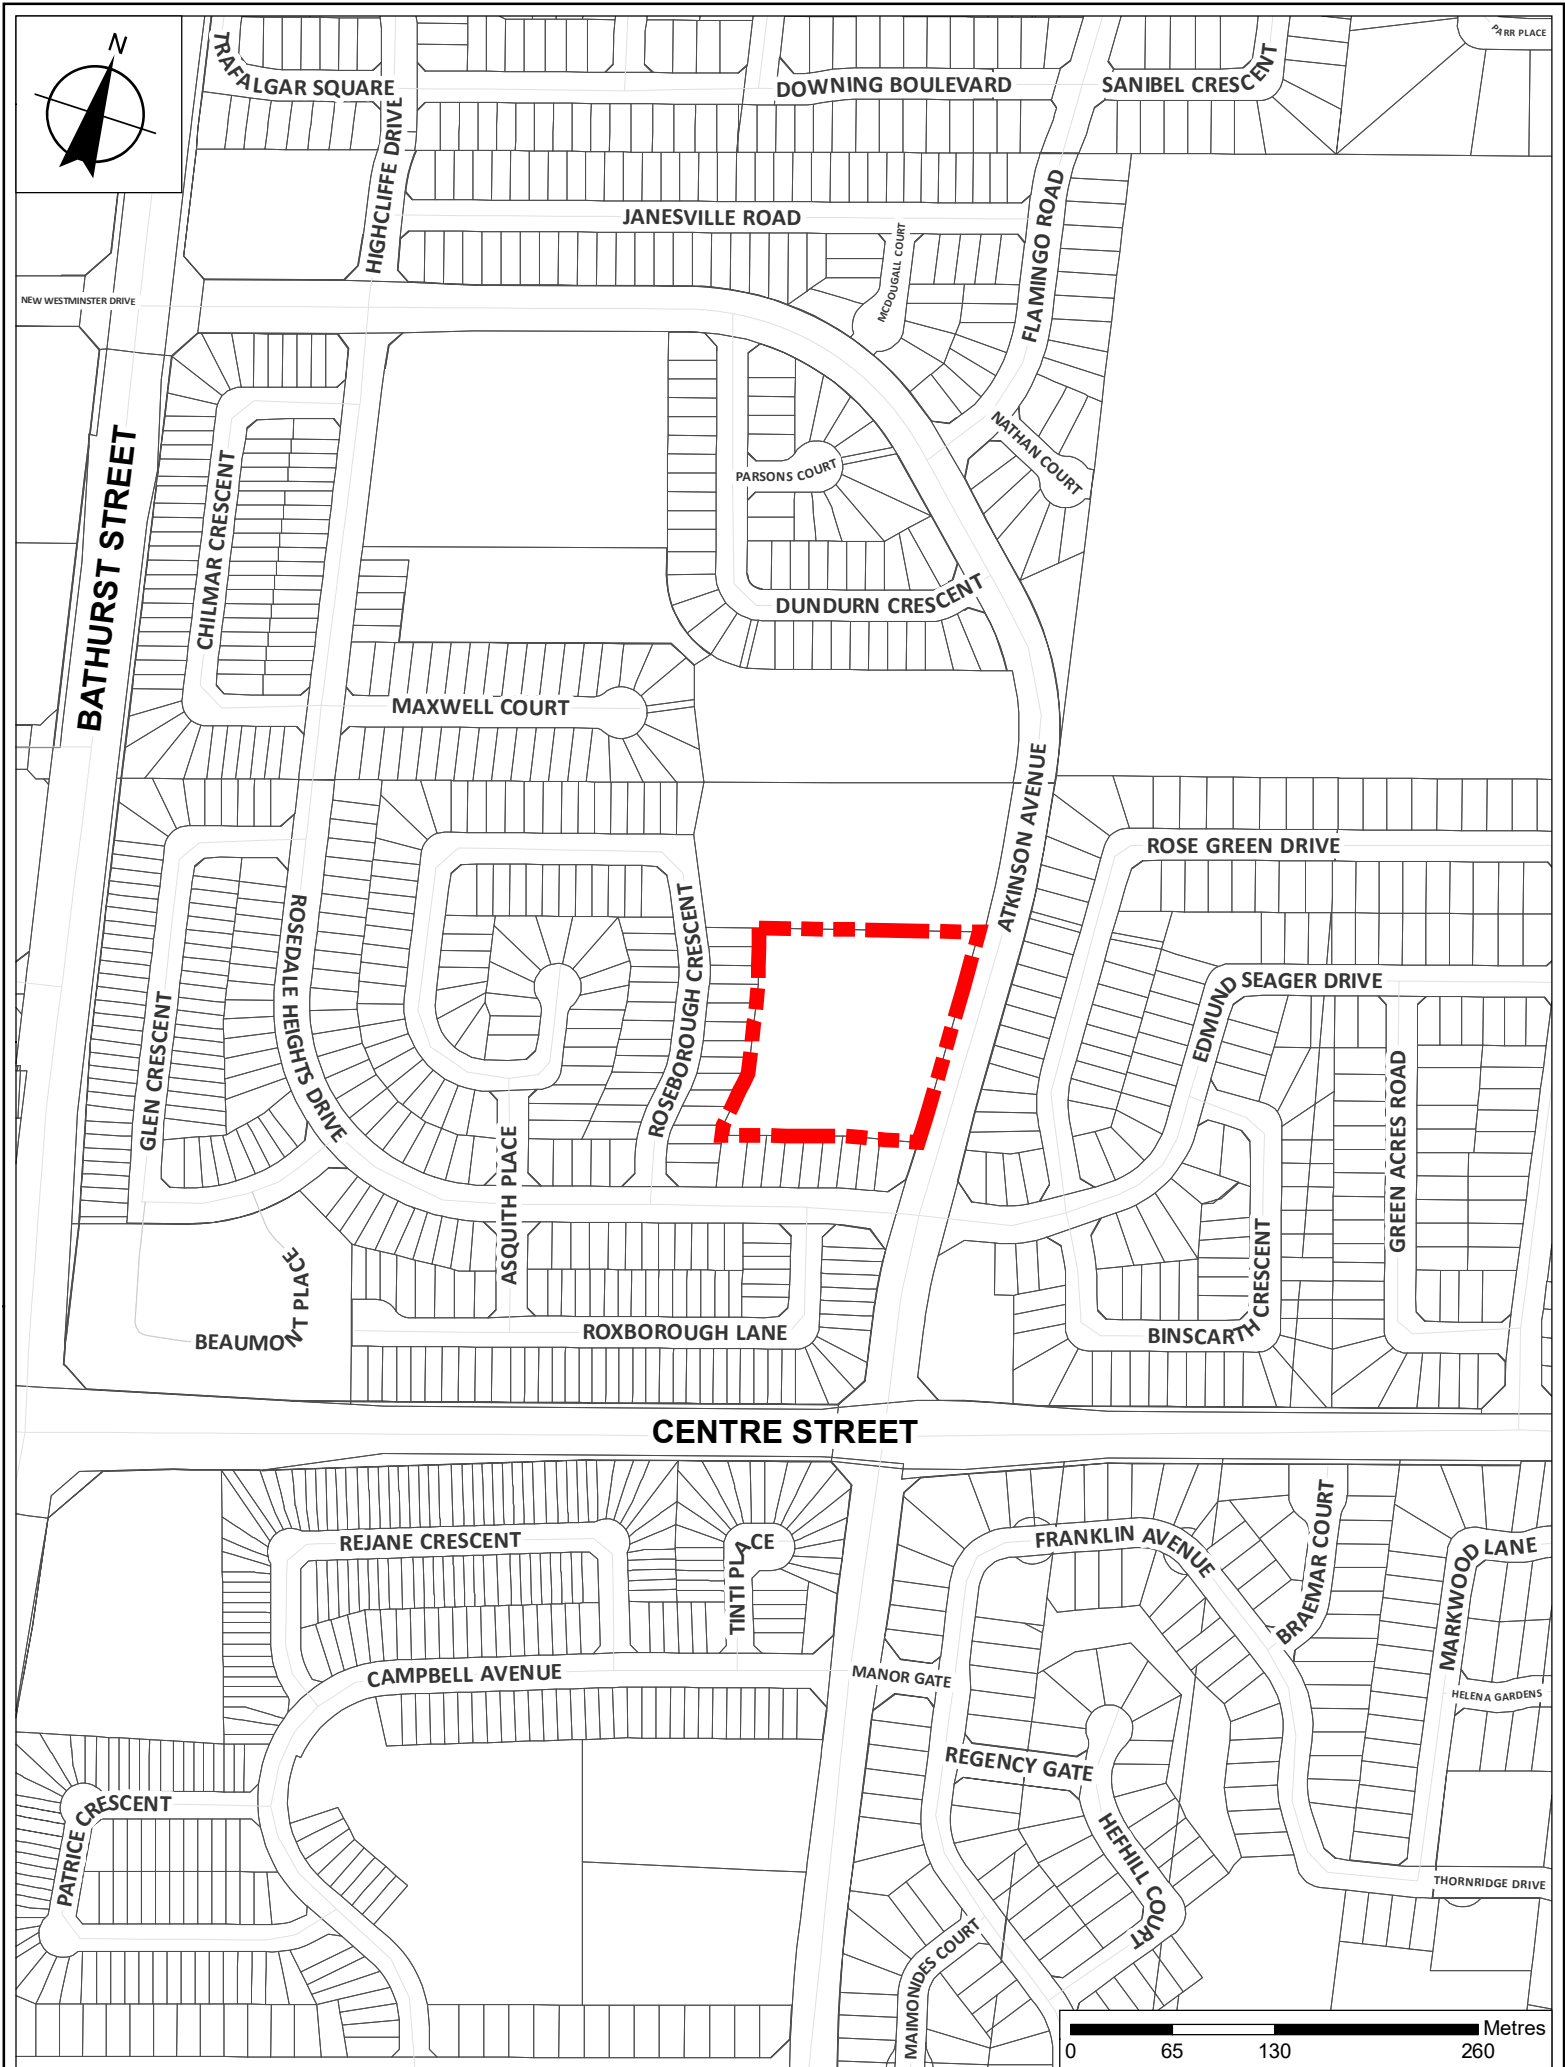 N
TRAFALGAR SQUARE
DOWNING BOULEVARD
SANIBEL CRESCENT
PARR PLACE
HIGHCLIFFE DRIVE
JANESVILLE ROAD
MCDOUGALL COURT
FLAMINGO ROAD
NEW WESTMINSTER DRIVE
NATHAN COURT
PARSONS COURT
BATHURST STREET
CHILMAR CRESCENT
DUNDURN CRESCENT
MAXWELL COURT
ATKINSON AVENUE
ROSE GREEN DRIVE
ROSEDALE HEIGHTS DRIVE
ROSEBOROUGH CRESCENT
EDMUND SEAGER DRIVE
GLEN CRESCENT
GREEN ACRES ROAD
ASQUITH PLACE
BEAUMONT PLACE
ROXBOROUGH LANE
BINSCARTH CRESCENT
CENTRE STREET
REJANE CRESCENT
TINTI PLACE
FRANKLIN AVENUE
BRAEMAR COURT
MARKWOOD LANE
CAMPBELL AVENUE
MANOR GATE
HELENA GARDENS
REGENCY GATE
PATRICE CRESCENT
HEFHILL COURT
THORNRIDGE DRIVE
MAIMONIDES COURT
Metres
0 65 130 260